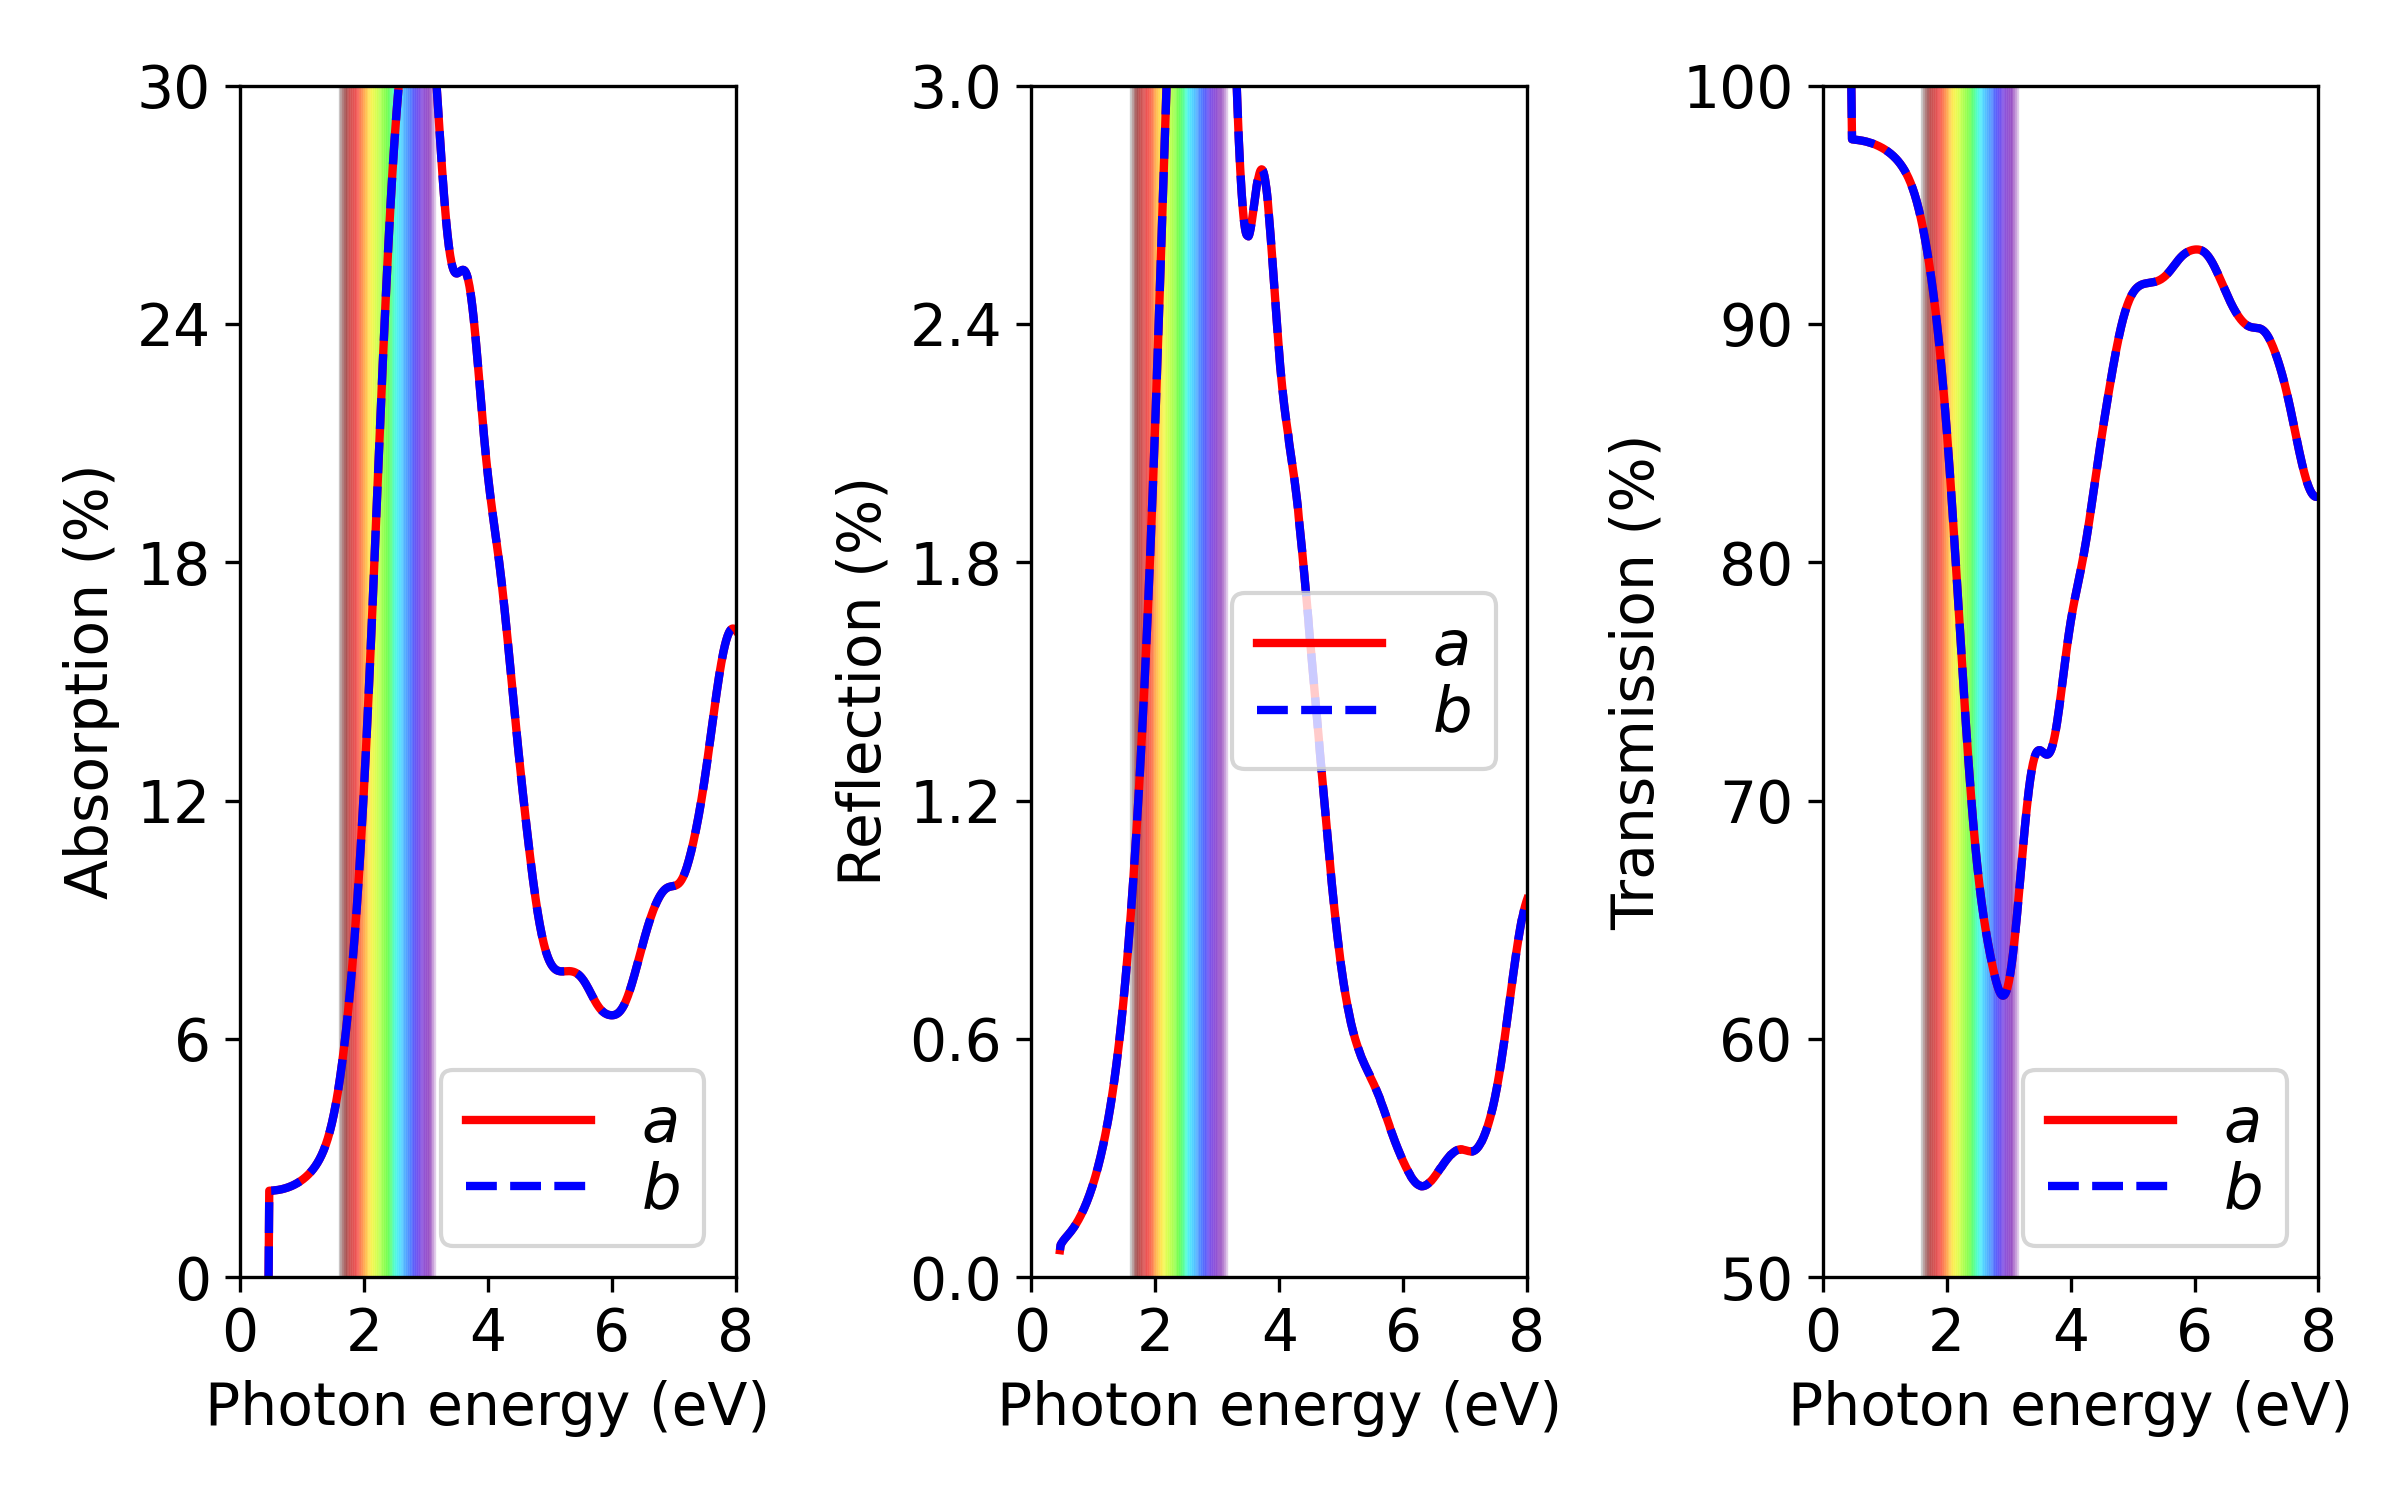 Absorption (%)
30
24
18
12
6
0
0 2 4 6 8
Photon energy (eV)
a
b
Reflection (%)
3.0
2.4
1.8
1.2
0.6
0.0
0 2 4 6 8
Photon energy (eV)
a
b
Transmission (%)
100
90
80
70
60
50
0 2 4 6 8
Photon energy (eV)
a
b